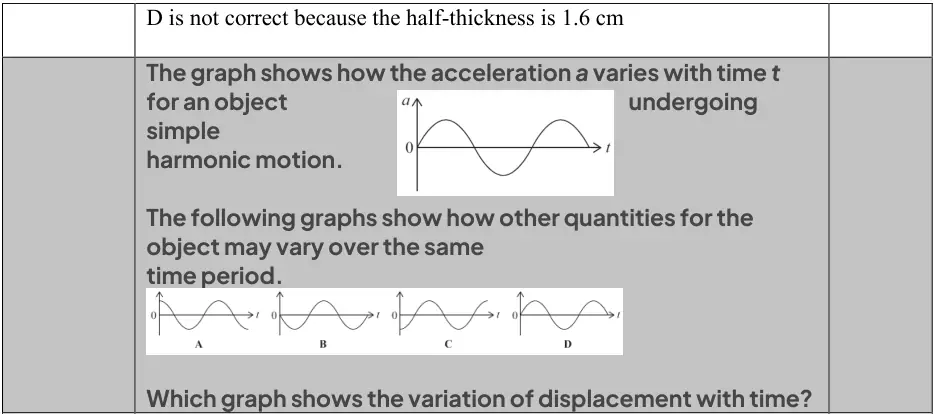 D is not correct because the half-thickness is 1.6 cm
The graph shows how the acceleration a varies with time t
for an object undergoing
simple
harmonic motion.
a
0
t
The following graphs show how other quantities for the
object may vary over the same
time period.
0 t 0 t 0 t 0 t
A B C D
Which graph shows the variation of displacement with time?